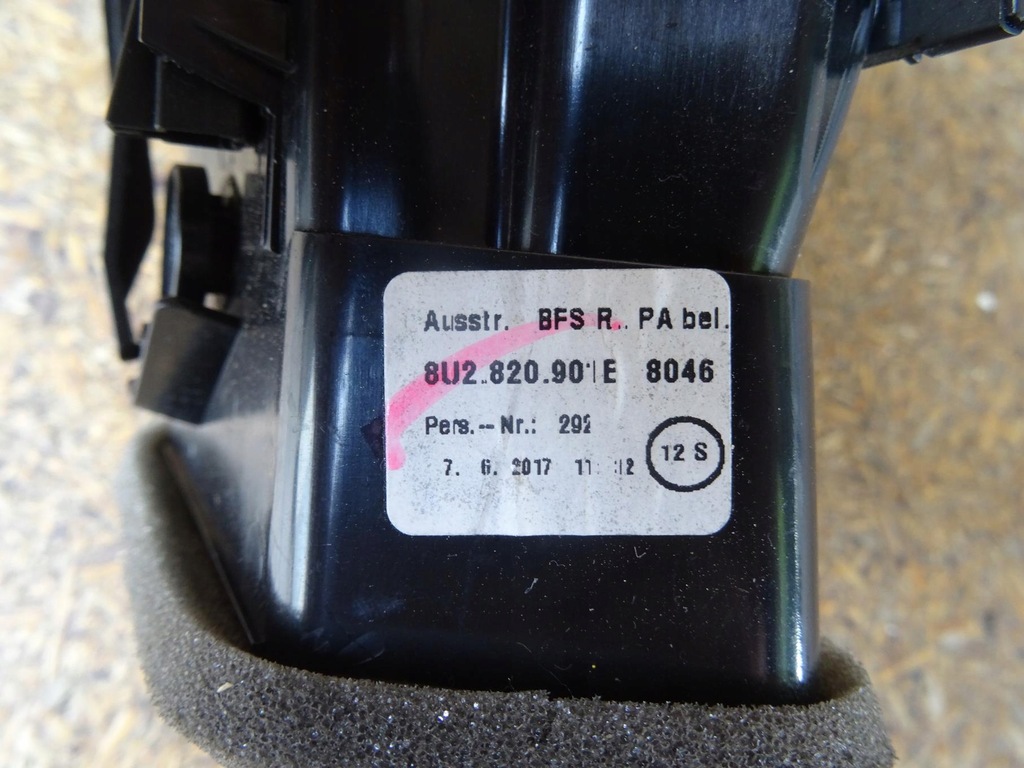 Ausstr. BFS R.. PA bel.
8U2.820.901E 8046
Pers.-Nr.: 292
7. 6. 2017 12 S